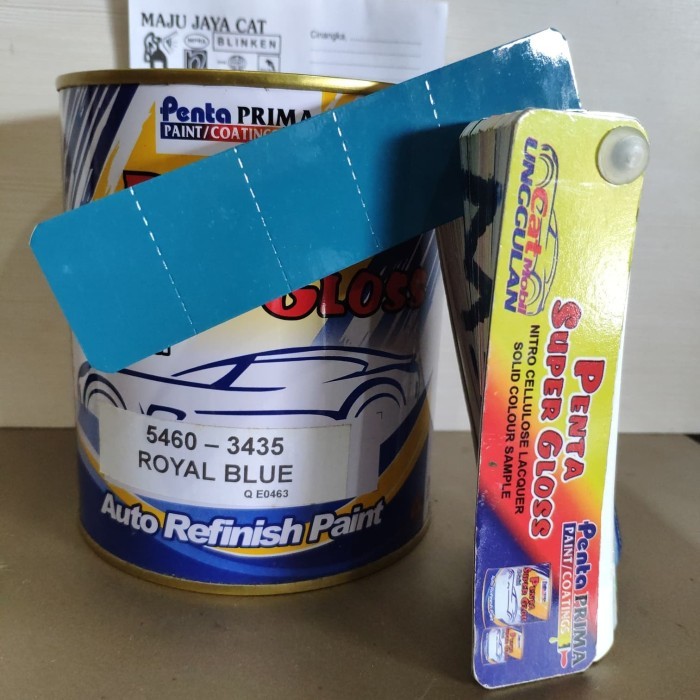 MAJU JAYA CAT
BLINKEN
Cinangka,
Penta PRIMA
PAINT/COATINGS
GLOSS
5460 – 3435
ROYAL BLUE
Q E0463
Auto Refinish Paint
Cat Mobil
UNGGULAN
PENTA
SUPER GLOSS
NITRO CELLULOSE LACQUER
SOLID COLOUR SAMPLE
Penta PRIMA
PAINT/COATINGS